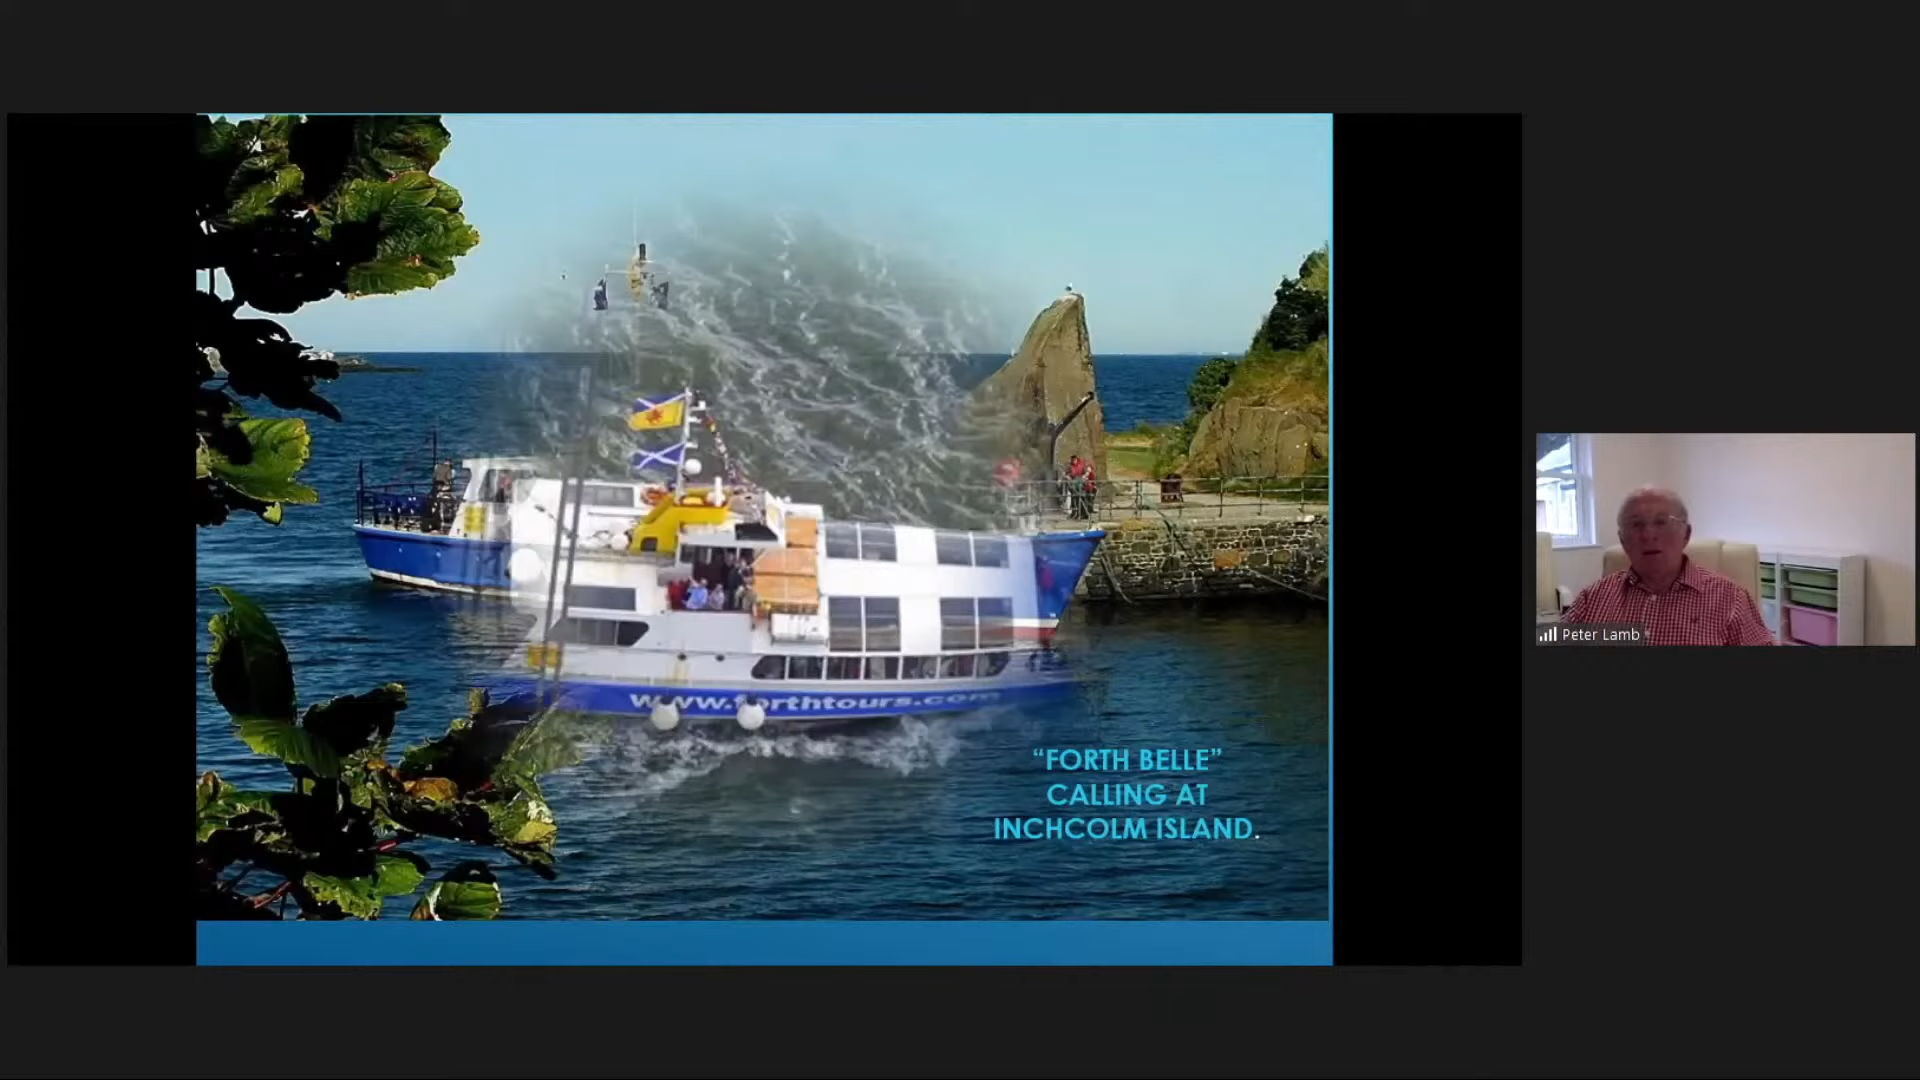 www.forthtours.com
“FORTH BELLE”
CALLING AT
INCHCOLM ISLAND.
Peter Lamb